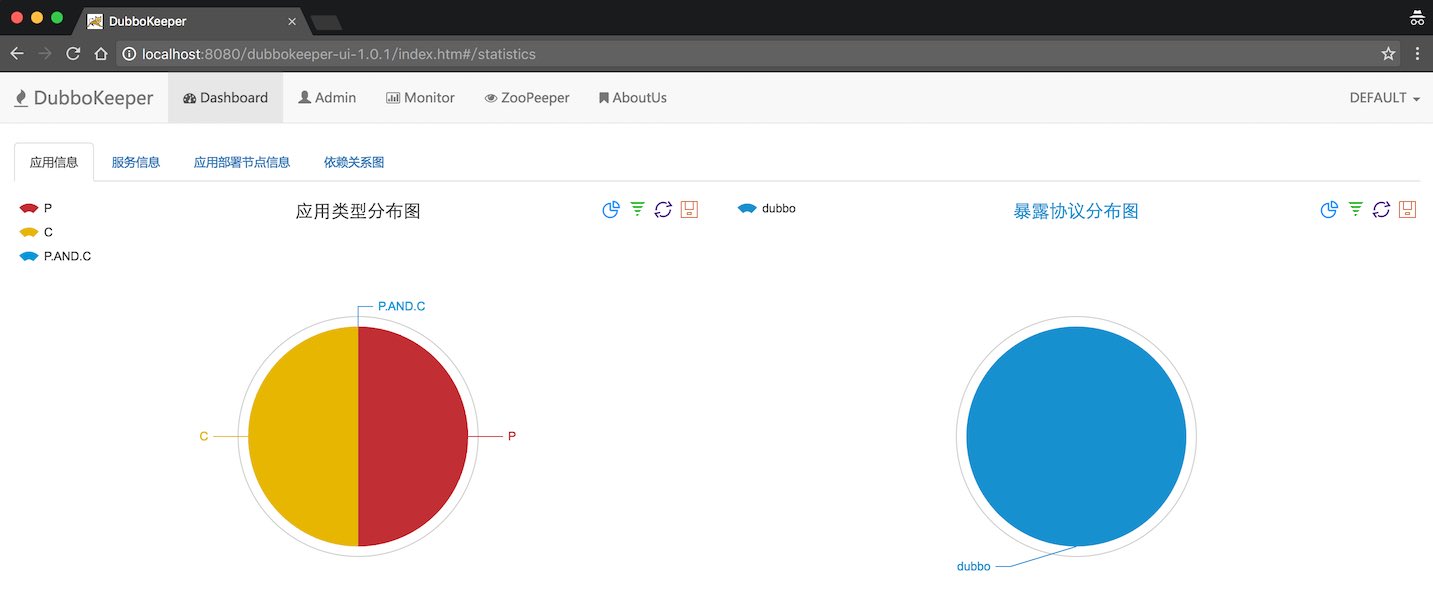 DubboKeeper
localhost:8080/dubbokeeper-ui-1.0.1/index.htm#/statistics
DubboKeeper Dashboard Admin Monitor ZooPeeper AboutUs DEFAULT
应用信息 服务信息 应用部署节点信息 依赖关系图
P
C
P.AND.C
应用类型分布图
P.AND.C
C
P
dubbo
暴露协议分布图
dubbo